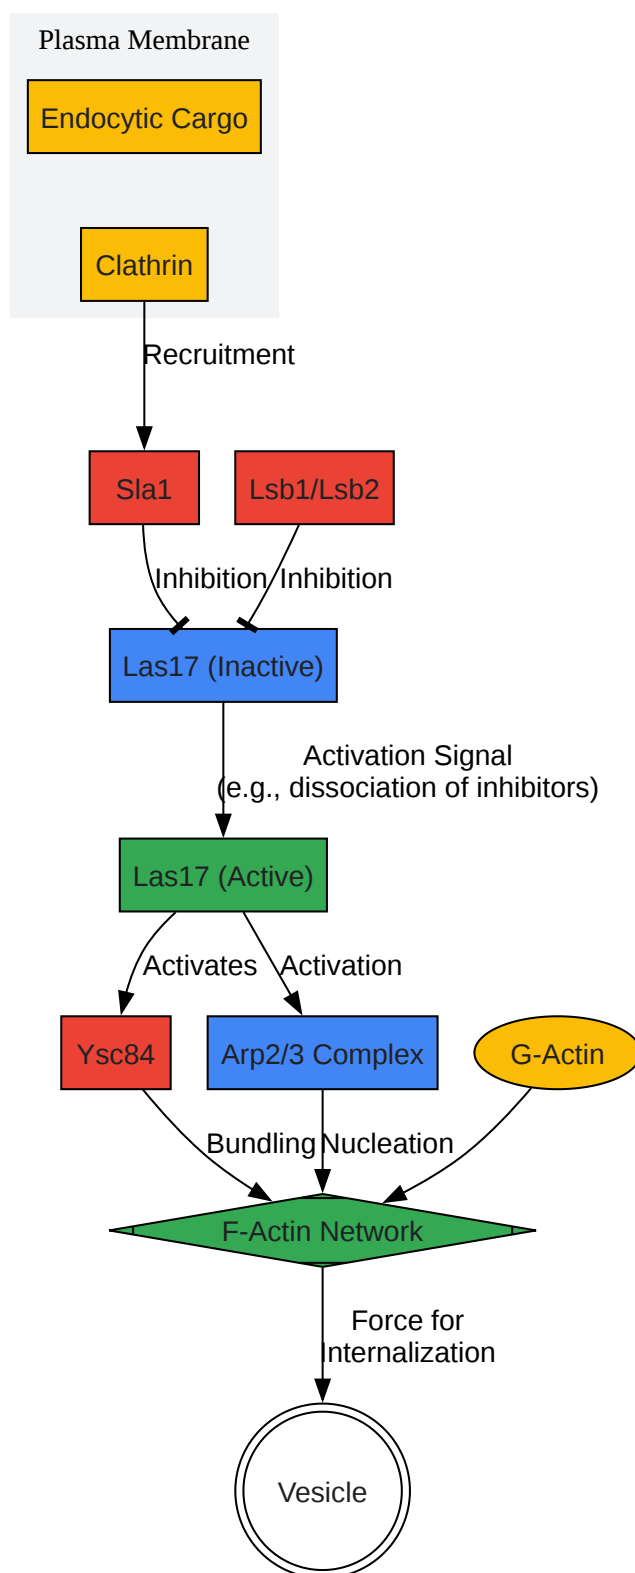 Plasma Membrane
Endocytic Cargo
Clathrin
Recruitment
Sla1
Lsb1/Lsb2
Inhibition
Inhibition
Las17 (Inactive)
Activation Signal
(e.g., dissociation of inhibitors)
Las17 (Active)
Activates
Activation
Ysc84
Arp2/3 Complex
G-Actin
Bundling
Nucleation
F-Actin Network
Force for
Internalization
Vesicle